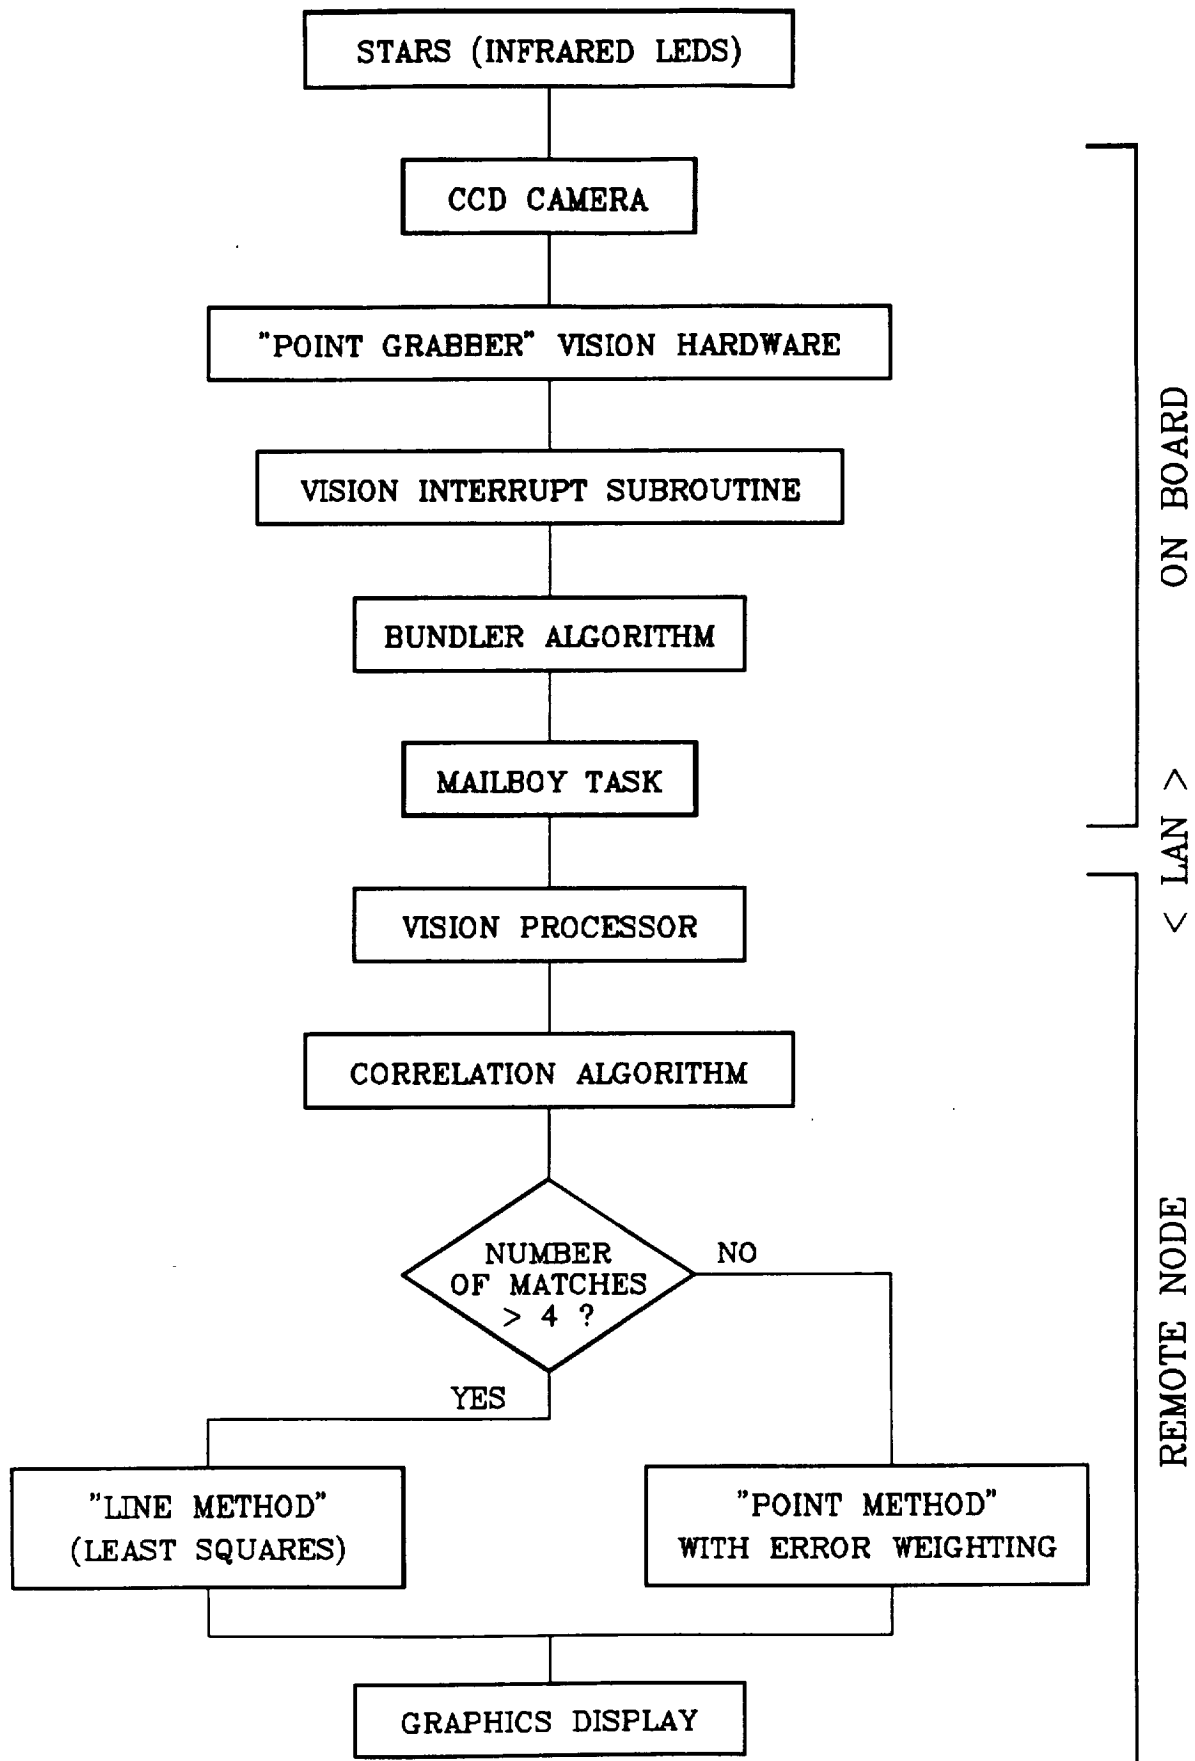 STARS (INFRARED LEDS)
CCD CAMERA
"POINT GRABBER" VISION HARDWARE
VISION INTERRUPT SUBROUTINE
BUNDLER ALGORITHM
MAILBOY TASK
VISION PROCESSOR
CORRELATION ALGORITHM
NUMBER
OF MATCHES
> 4 ?
NO
YES
"LINE METHOD"
(LEAST SQUARES)
"POINT METHOD"
WITH ERROR WEIGHTING
GRAPHICS DISPLAY
ON BOARD
< LAN >
REMOTE NODE